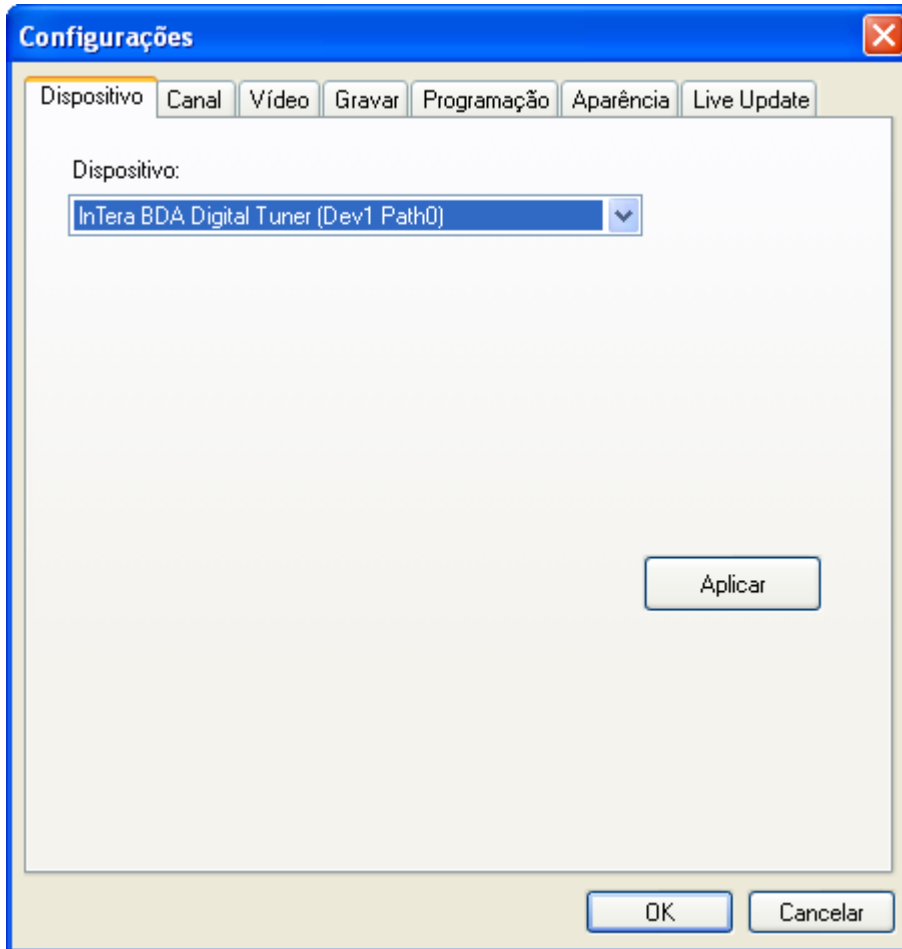 Configurações
Dispositivo Canal Vídeo Gravar Programação Aparência Live Update
Dispositivo:
InTera BDA Digital Tuner (Dev1 Path0)
Aplicar
OK Cancelar